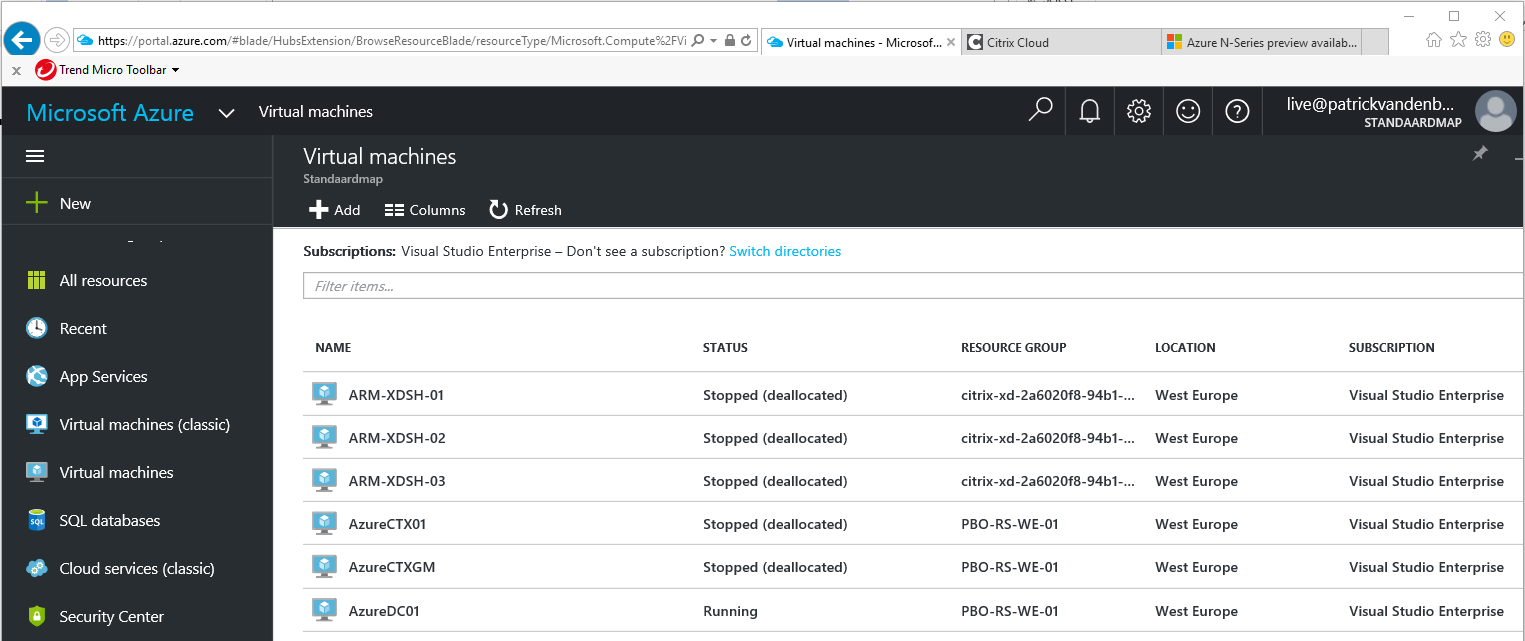 https://portal.azure.com/#blade/HubsExtension/BrowseResourceBlade/resourceType/Microsoft.Compute%2FVi
Virtual machines - Microsof...
Citrix Cloud
Azure N-Series preview availab...
x Trend Micro Toolbar
Microsoft Azure
Virtual machines
live@patrickvandenb...
STANDAARDMAP
Virtual machines
Standaardmap
Add Columns Refresh
New
All resources
Recent
App Services
Virtual machines (classic)
Virtual machines
SQL databases
Cloud services (classic)
Security Center
Subscriptions: Visual Studio Enterprise – Don't see a subscription? Switch directories
Filter items...
NAME STATUS RESOURCE GROUP LOCATION SUBSCRIPTION
ARM-XDSH-01 Stopped (deallocated) citrix-xd-2a6020f8-94b1-... West Europe Visual Studio Enterprise
ARM-XDSH-02 Stopped (deallocated) citrix-xd-2a6020f8-94b1-... West Europe Visual Studio Enterprise
ARM-XDSH-03 Stopped (deallocated) citrix-xd-2a6020f8-94b1-... West Europe Visual Studio Enterprise
AzureCTX01 Stopped (deallocated) PBO-RS-WE-01 West Europe Visual Studio Enterprise
AzureCTXGM Stopped (deallocated) PBO-RS-WE-01 West Europe Visual Studio Enterprise
AzureDC01 Running PBO-RS-WE-01 West Europe Visual Studio Enterprise